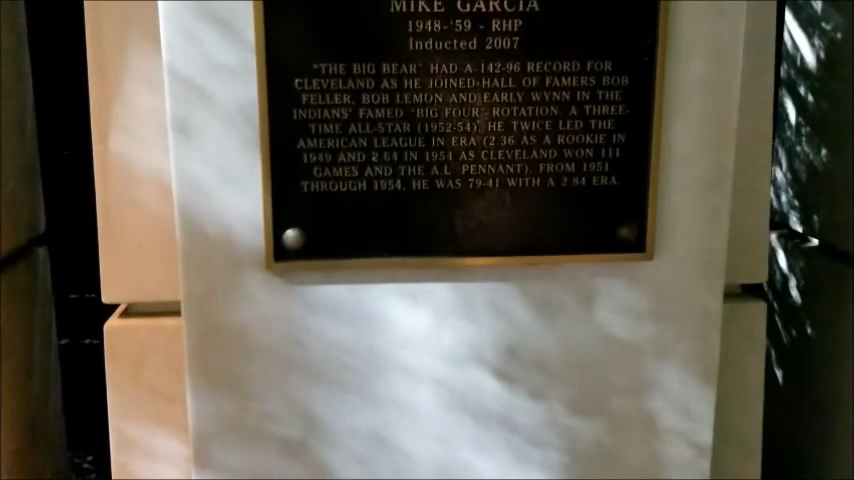 MIKE GARCIA
1948-'59 - RHP
Inducted 2007
"THE BIG BEAR" HAD A 142-96 RECORD FOR
CLEVELAND AS HE JOINED HALL OF FAMERS BOB
FELLER, BOB LEMON AND EARLY WYNN IN THE
INDIANS' FAMED "BIG FOUR" ROTATION. A THREE-
TIME ALL-STAR (1952-54), HE TWICE LED THE
AMERICAN LEAGUE IN ERA (2.36 AS A ROOKIE IN
1949 AND 2.64 IN 1954 AS CLEVELAND WON 111
GAMES AND THE A.L. PENNANT). FROM 1951
THROUGH 1954, HE WAS 79-41 WITH A 2.84 ERA.